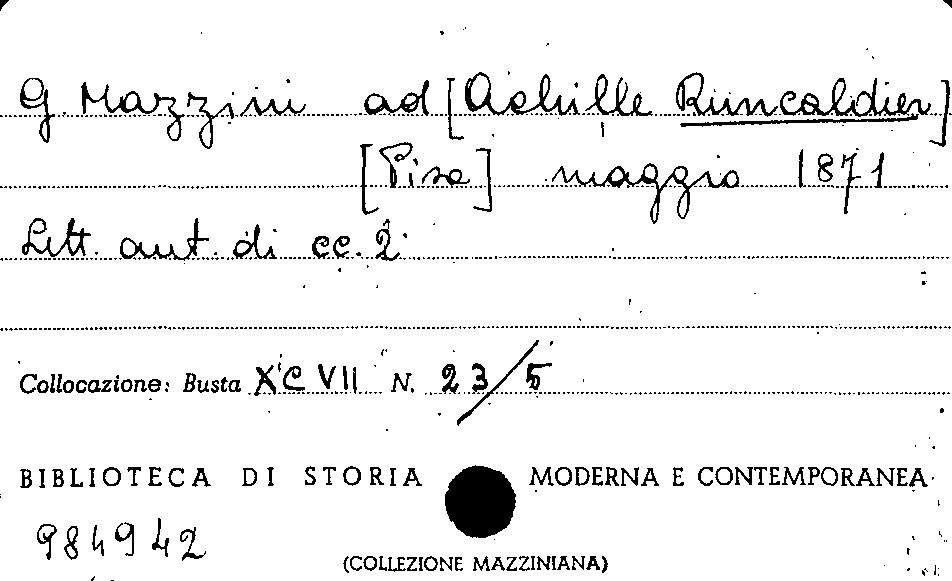 G. Mazzini ad [Achille Runcaldier]
[Pisa] maggio 1871
Lett. aut. di cc. 2
Collocazione: Busta XCVII N. 23/5
BIBLIOTECA DI STORIA MODERNA E CONTEMPORANEA
984942
(COLLEZIONE MAZZINIANA)